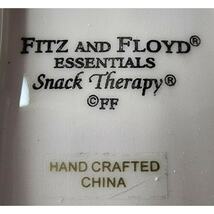 FITZ AND FLOYD®
ESSENTIALS
Snack Therapy®
©FF
HAND CRAFTED
CHINA